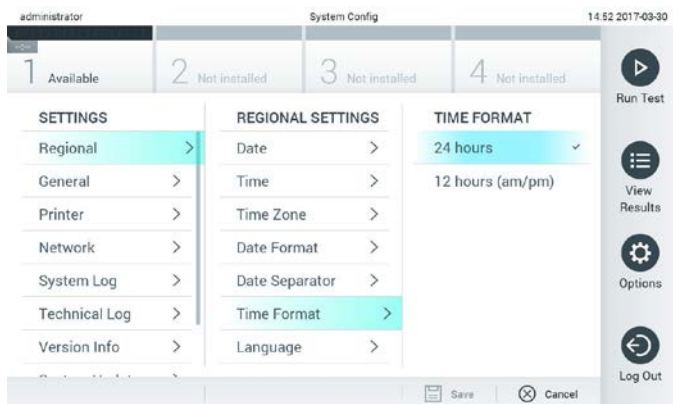 administrator System Config 14:52 2017-03-30
1 Available 2 Not installed 3 Not installed 4 Not installed
Run Test
View
Results
Options
Log Out
SETTINGS
Regional
General
Printer
Network
System Log
Technical Log
Version Info
REGIONAL SETTINGS
Date
Time
Time Zone
Date Format
Date Separator
Time Format
Language
TIME FORMAT
24 hours
12 hours (am/pm)
Save Cancel